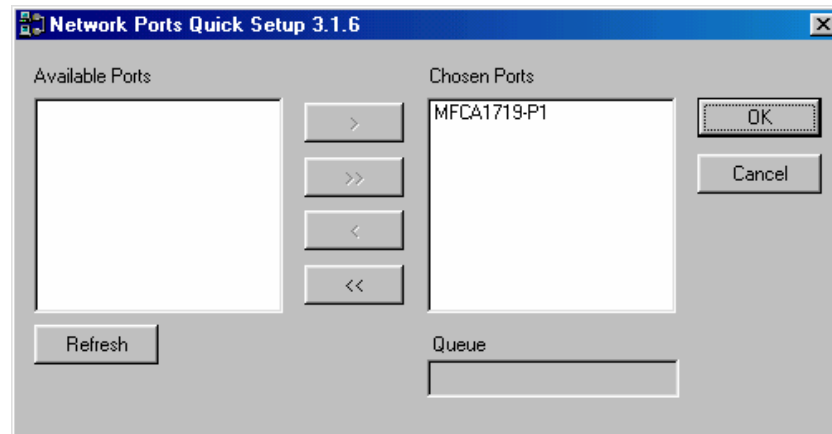 Network Ports Quick Setup 3.1.6
Available Ports
Chosen Ports
MFCA1719-P1
>
>>
<
<<
OK
Cancel
Refresh
Queue